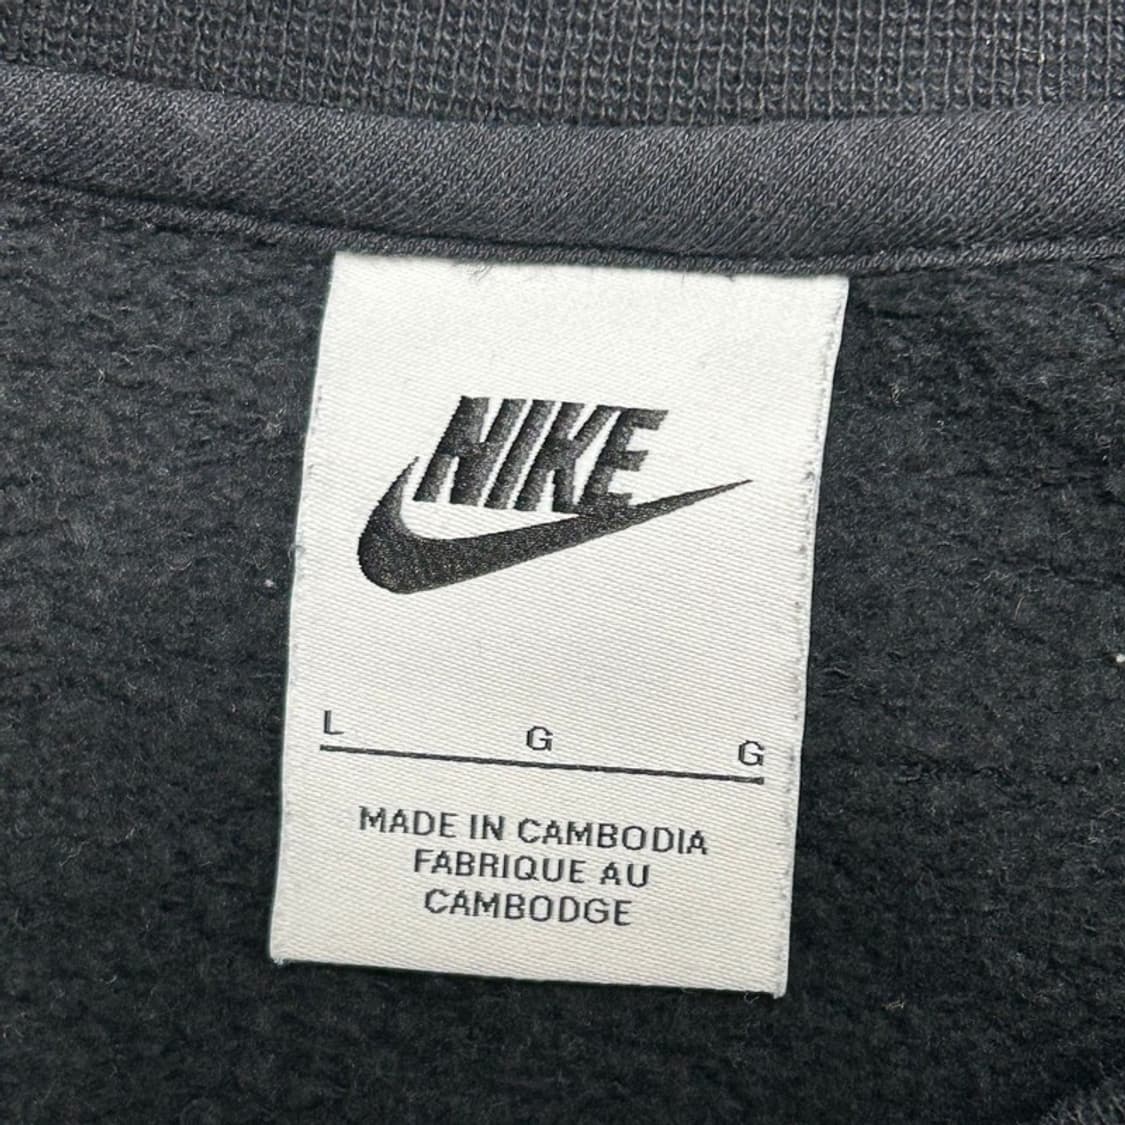 NIKE
L G G
MADE IN CAMBODIA
FABRIQUE AU
CAMBODGE